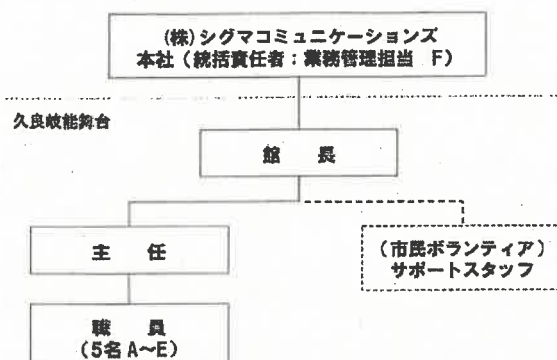 (株)シグマコミュニケーションズ
本社(統括責任者:業務管理担当 F)
久良岐能舞台
館 長
主 任
(市民ボランティア)
サポートスタッフ
職 員
(5名 A~E)